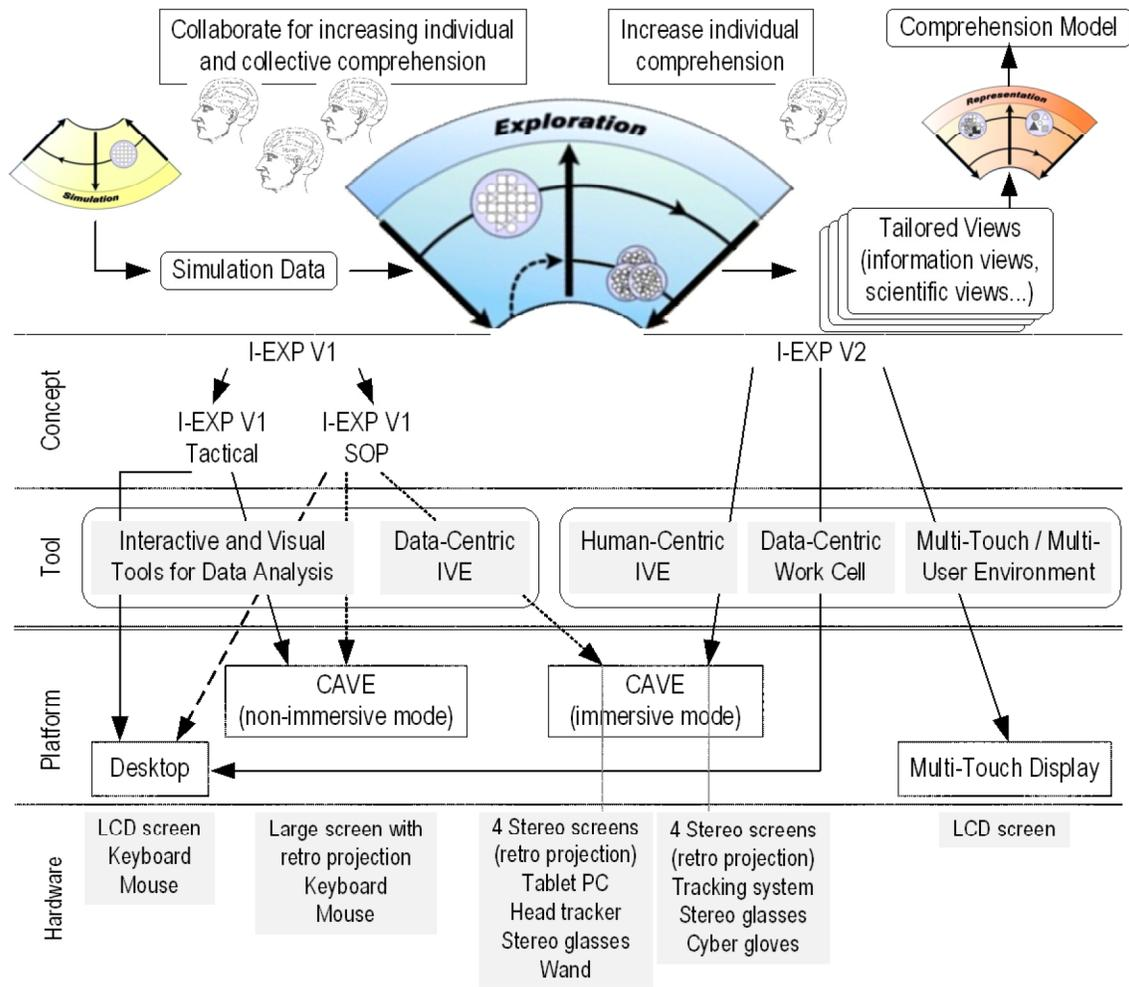 Collaborate for increasing individual
and collective comprehension
Increase individual
comprehension
Comprehension Model
Simulation
Exploration
Representation
Simulation Data
Tailored Views
(information views,
scientific views...)
Concept
I-EXP V1
I-EXP V2
I-EXP V1
Tactical
I-EXP V1
SOP
Tool
Interactive and Visual
Tools for Data Analysis
Data-Centric
IVE
Human-Centric
IVE
Data-Centric
Work Cell
Multi-Touch / Multi-
User Environment
Platform
CAVE
(non-immersive mode)
CAVE
(immersive mode)
Desktop
Multi-Touch Display
Hardware
LCD screen
Keyboard
Mouse
Large screen with
retro projection
Keyboard
Mouse
4 Stereo screens
(retro projection)
Tablet PC
Head tracker
Stereo glasses
Wand
4 Stereo screens
(retro projection)
Tracking system
Stereo glasses
Cyber gloves
LCD screen